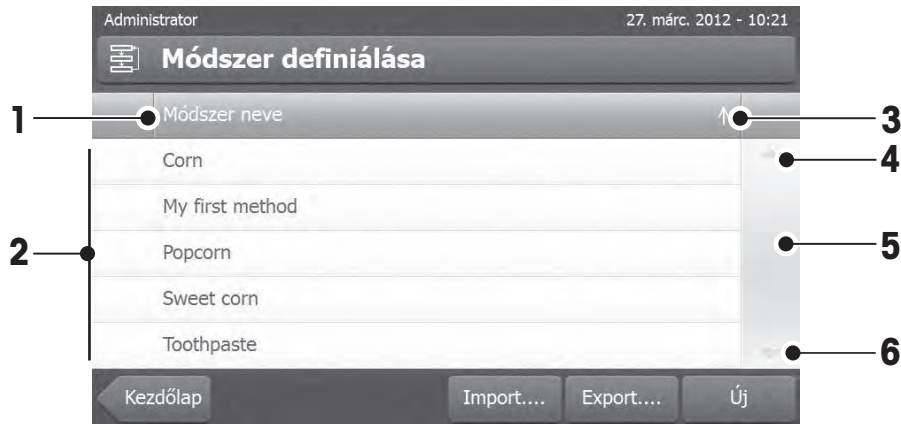 Administrator 27. márc. 2012 - 10:21
Módszer definiálása
1 Módszer neve 3
4
Corn
My first method
2 Popcorn 5
Sweet corn
Toothpaste 6
Kezdőlap Import.... Export.... Új